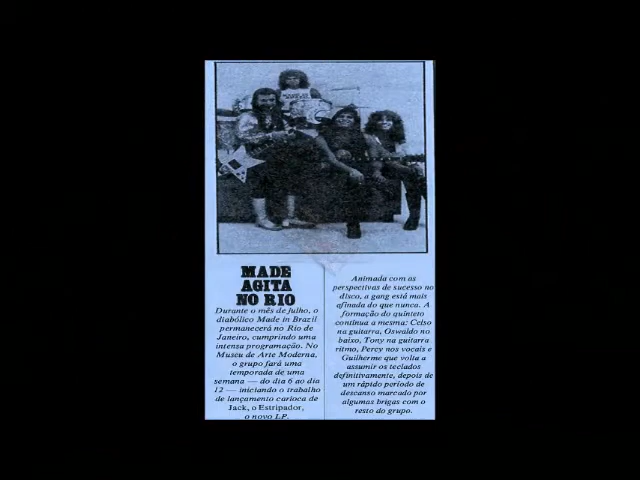 MADE
AGITA
NO RIO
Durante o mês de julho, o
diabólico Made in Brazil
permanecerá no Rio de
Janeiro, cumprindo uma
intensa programação. No
Museu de Arte Moderna,
o grupo fará uma
temporada de uma
semana — do dia 6 ao dia
12 — iniciando o trabalho
de lançamento carioca de
Jack, o Estripador,
o novo LP.
Animada com as
perspectivas de sucesso no
disco, a gang está mais
afinada do que nunca. A
formação do quinteto
continua a mesma: Celso
na guitarra, Oswaldo no
baixo, Tony na guitarra
ritmo, Percy nos vocais e
Guilherme que volta a
assumir os teclados
definitivamente, depois de
um rápido período de
descanso marcado por
algumas brigas com o
resto do grupo.